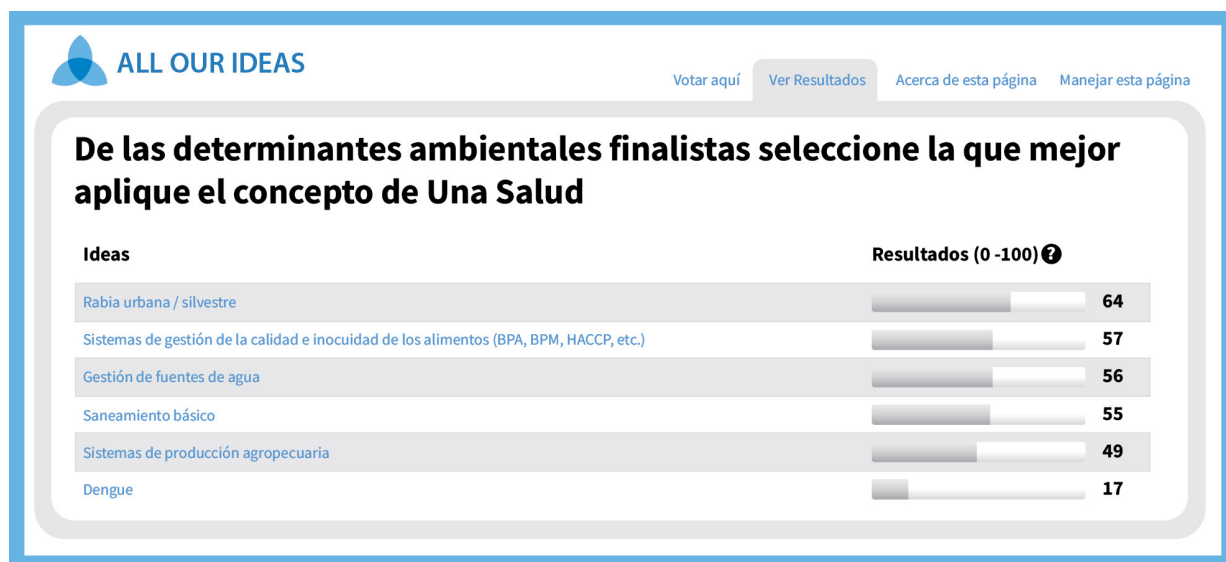 ALL OUR IDEAS
Votar aquí Ver Resultados Acerca de esta página Manejar esta página
De las determinantes ambientales finalistas seleccione la que mejor
aplique el concepto de Una Salud
Ideas Resultados (0 -100) ?
Rabia urbana / silvestre 64
Sistemas de gestión de la calidad e inocuidad de los alimentos (BPA, BPM, HACCP, etc.) 57
Gestión de fuentes de agua 56
Saneamiento básico 55
Sistemas de producción agropecuaria 49
Dengue 17